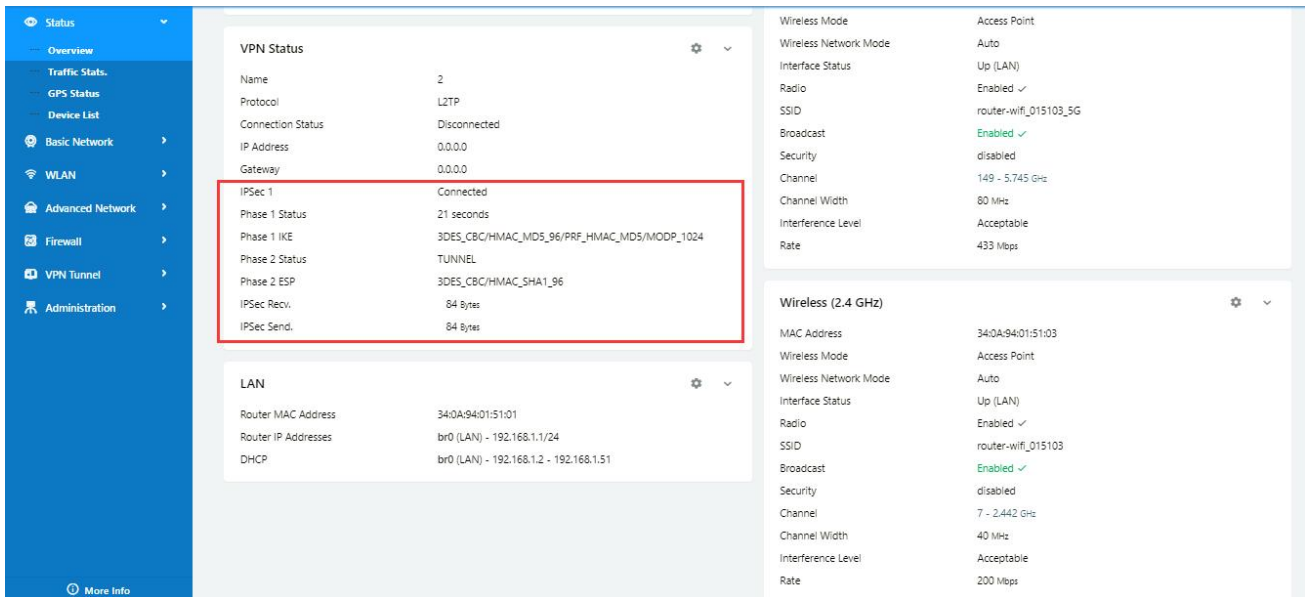 Status
Overview
Traffic Stats.
GPS Status
Device List
Basic Network
WLAN
Advanced Network
Firewall
VPN Tunnel
Administration
More Info
VPN Status
Name 2
Protocol L2TP
Connection Status Disconnected
IP Address 0.0.0.0
Gateway 0.0.0.0
IPSec 1 Connected
Phase 1 Status 21 seconds
Phase 1 IKE 3DES_CBC/HMAC_MD5_96/PRF_HMAC_MD5/MODP_1024
Phase 2 Status TUNNEL
Phase 2 ESP 3DES_CBC/HMAC_SHA1_96
IPSec Recv. 84 Bytes
IPSec Send. 84 Bytes
LAN
Router MAC Address 34:0A:94:01:51:01
Router IP Addresses br0 (LAN) - 192.168.1.1/24
DHCP br0 (LAN) - 192.168.1.2 - 192.168.1.51
Wireless Mode Access Point
Wireless Network Mode Auto
Interface Status Up (LAN)
Radio Enabled ✓
SSID router-wifi_015103_5G
Broadcast Enabled ✓
Security disabled
Channel 149 - 5.745 GHz
Channel Width 80 MHz
Interference Level Acceptable
Rate 433 Mbps
Wireless (2.4 GHz)
MAC Address 34:0A:94:01:51:03
Wireless Mode Access Point
Wireless Network Mode Auto
Interface Status Up (LAN)
Radio Enabled ✓
SSID router-wifi_015103
Broadcast Enabled ✓
Security disabled
Channel 7 - 2.442 GHz
Channel Width 40 MHz
Interference Level Acceptable
Rate 200 Mbps